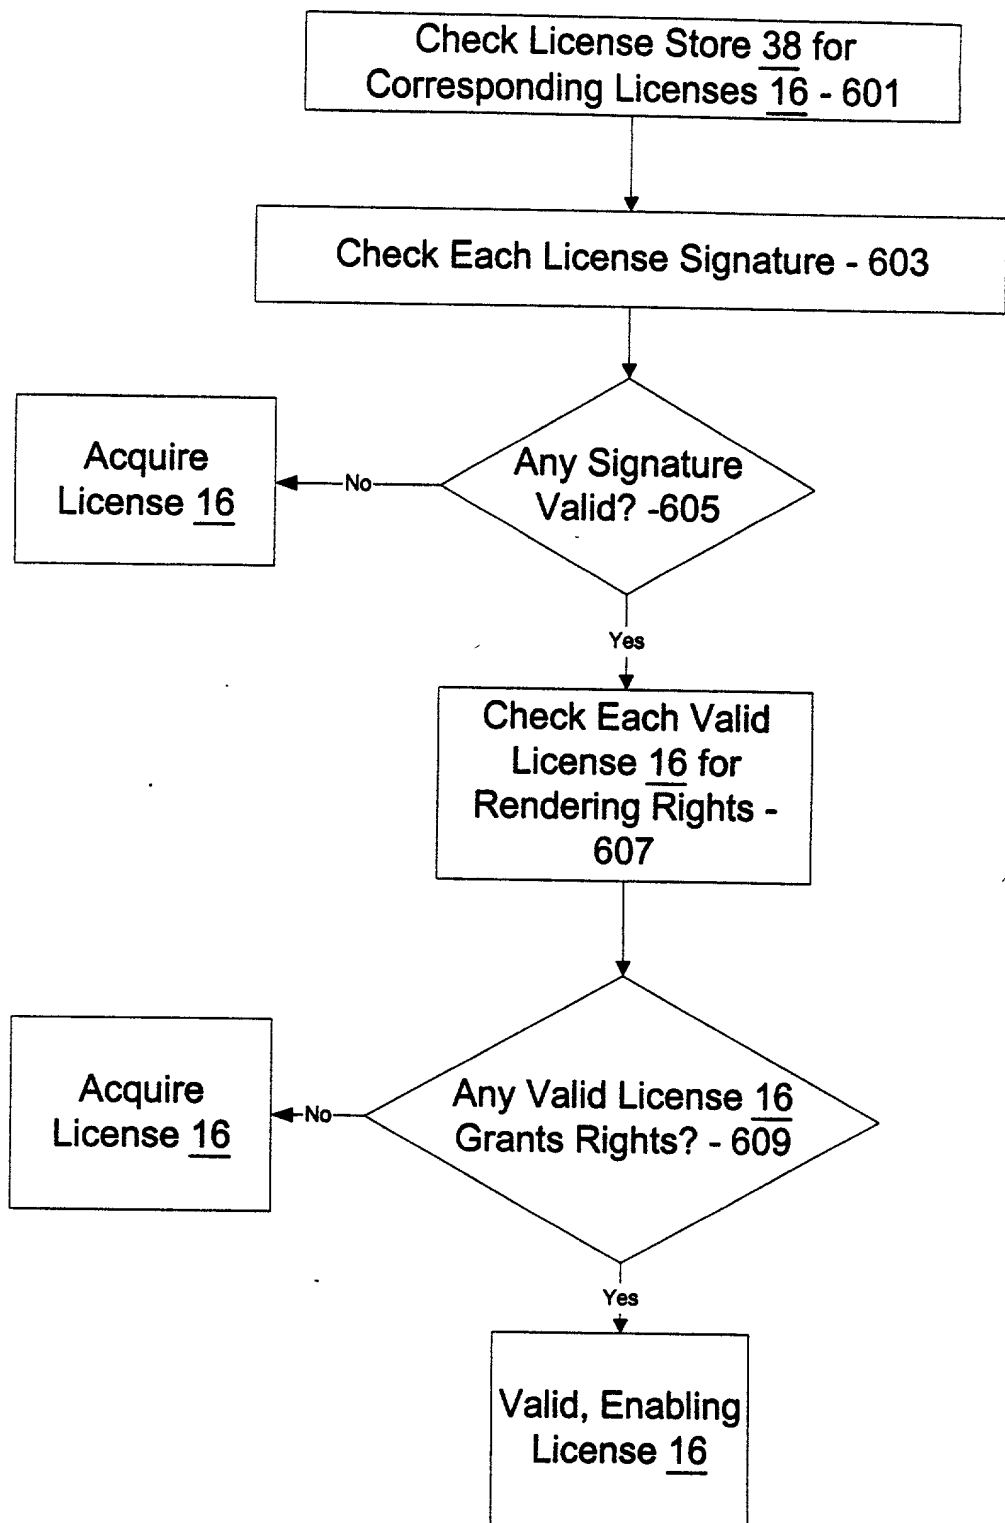 Check License Store 38 for
Corresponding Licenses 16 - 601
Check Each License Signature - 603
Acquire
License 16
No
Any Signature
Valid? -605
Yes
Check Each Valid
License 16 for
Rendering Rights -
607
Acquire
License 16
No
Any Valid License 16
Grants Rights? - 609
Yes
Valid, Enabling
License 16